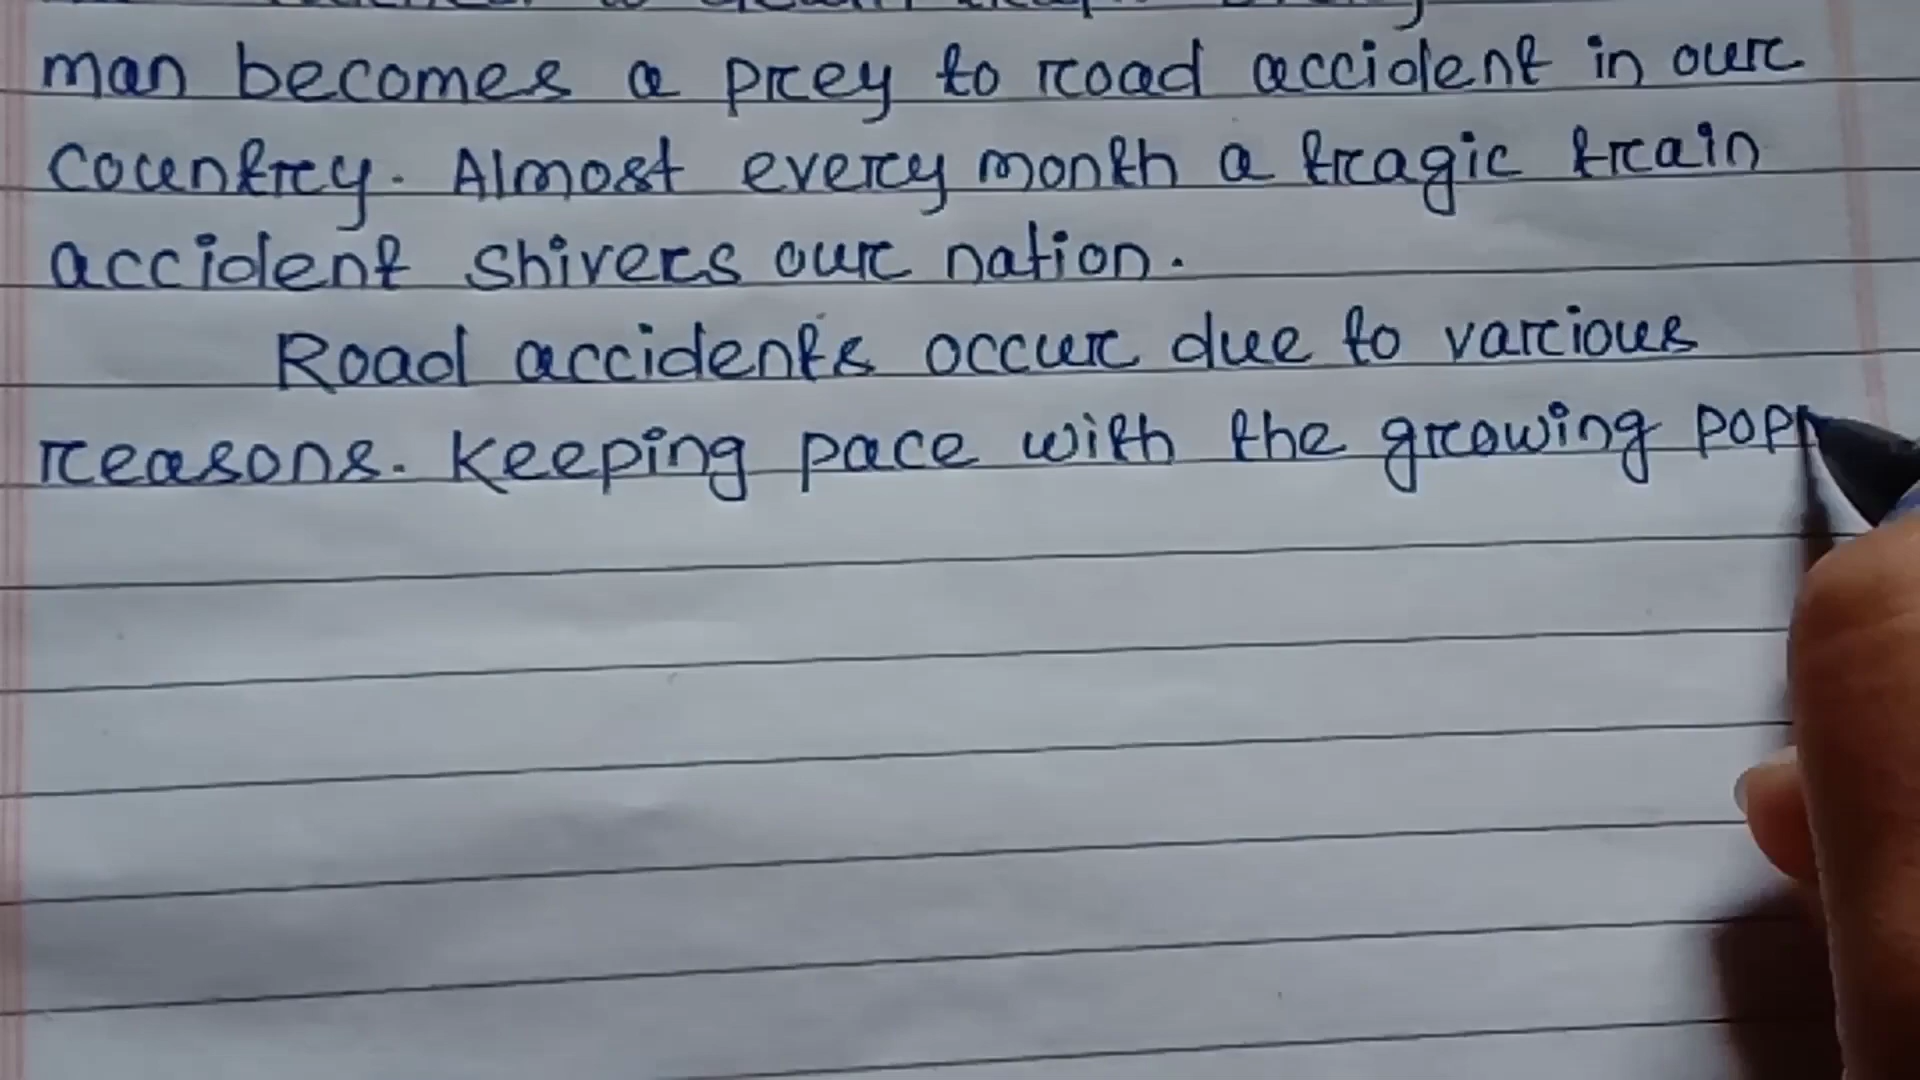 man becomes a prey to road accident in our
country. Almost every month a tragic train
accident shivers our nation.
Road accidents occur due to various
reasons. Keeping pace with the growing pop